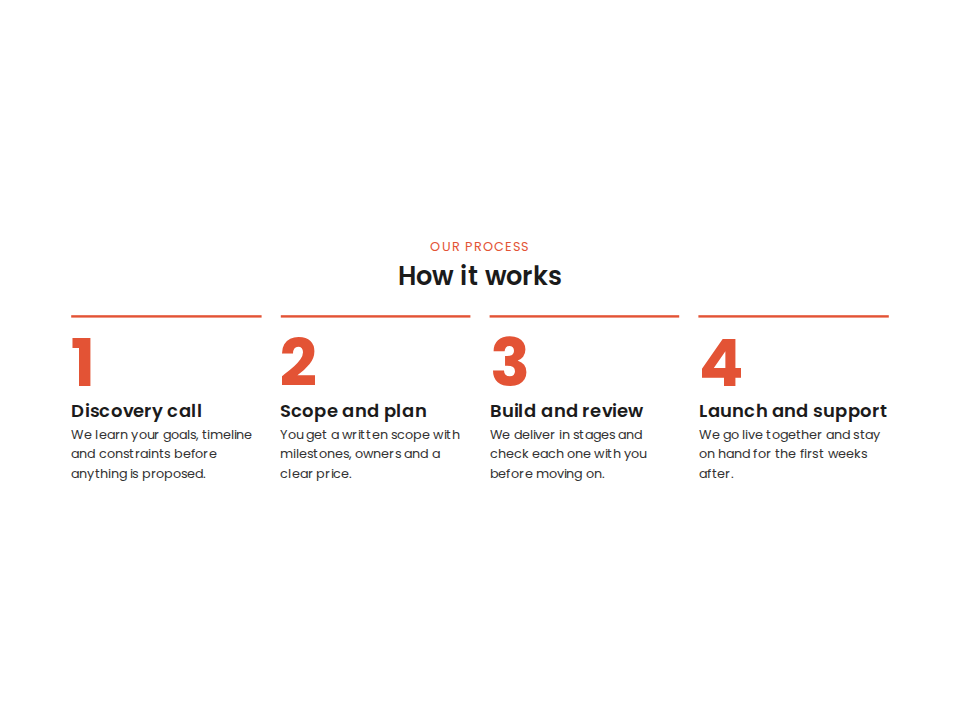 OUR PROCESS
How it works
1
Discovery call
We learn your goals, timeline
and constraints before
anything is proposed.
2
Scope and plan
You get a written scope with
milestones, owners and a
clear price.
3
Build and review
We deliver in stages and
check each one with you
before moving on.
4
Launch and support
We go live together and stay
on hand for the first weeks
after.